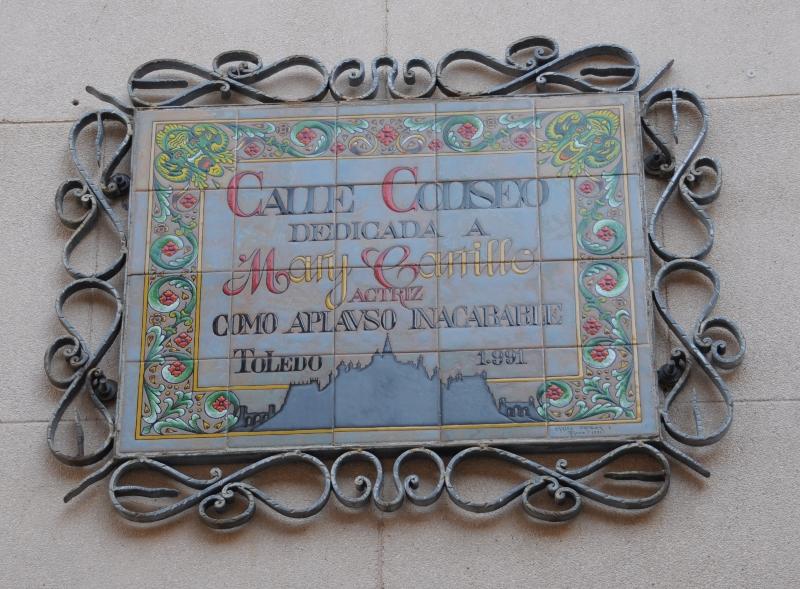 CALLE COLISEO
DEDICADA A
Mary Carrillo
ACTRIZ
COMO APLAVSO INACABABLE
TOLEDO 1.991